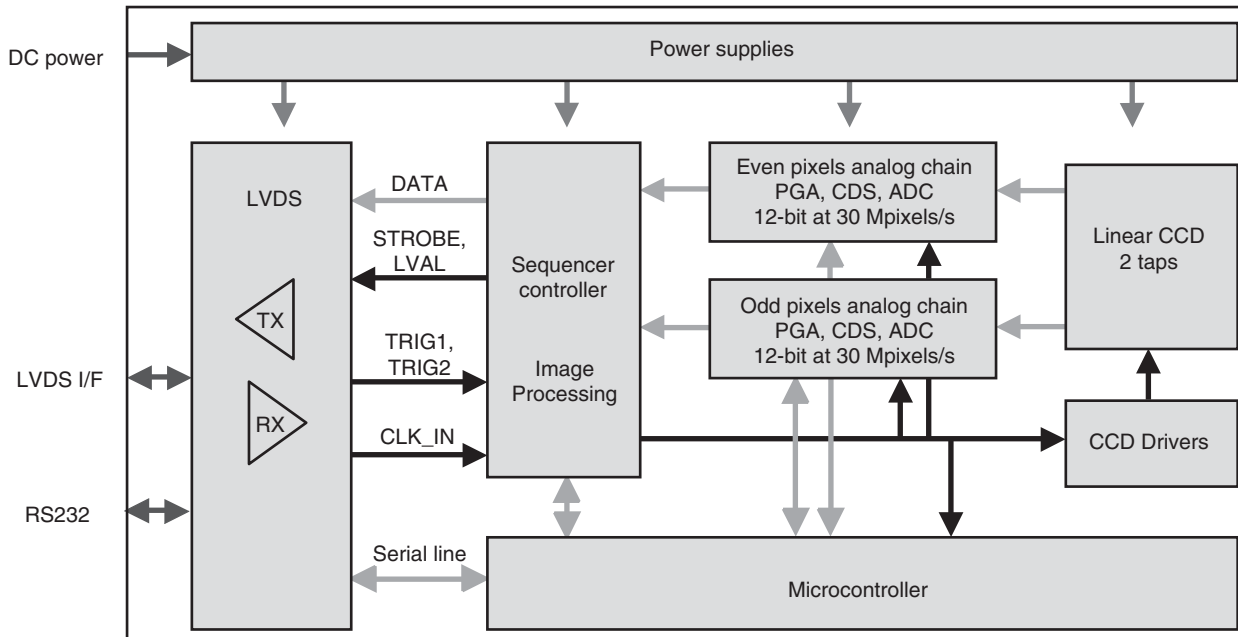 DC power
Power supplies
LVDS
TX
RX
DATA
STROBE,
LVAL
TRIG1,
TRIG2
CLK_IN
Sequencer
controller
Image
Processing
Even pixels analog chain
PGA, CDS, ADC
12-bit at 30 Mpixels/s
Odd pixels analog chain
PGA, CDS, ADC
12-bit at 30 Mpixels/s
Linear CCD
2 taps
CCD Drivers
LVDS I/F
RS232
Serial line
Microcontroller